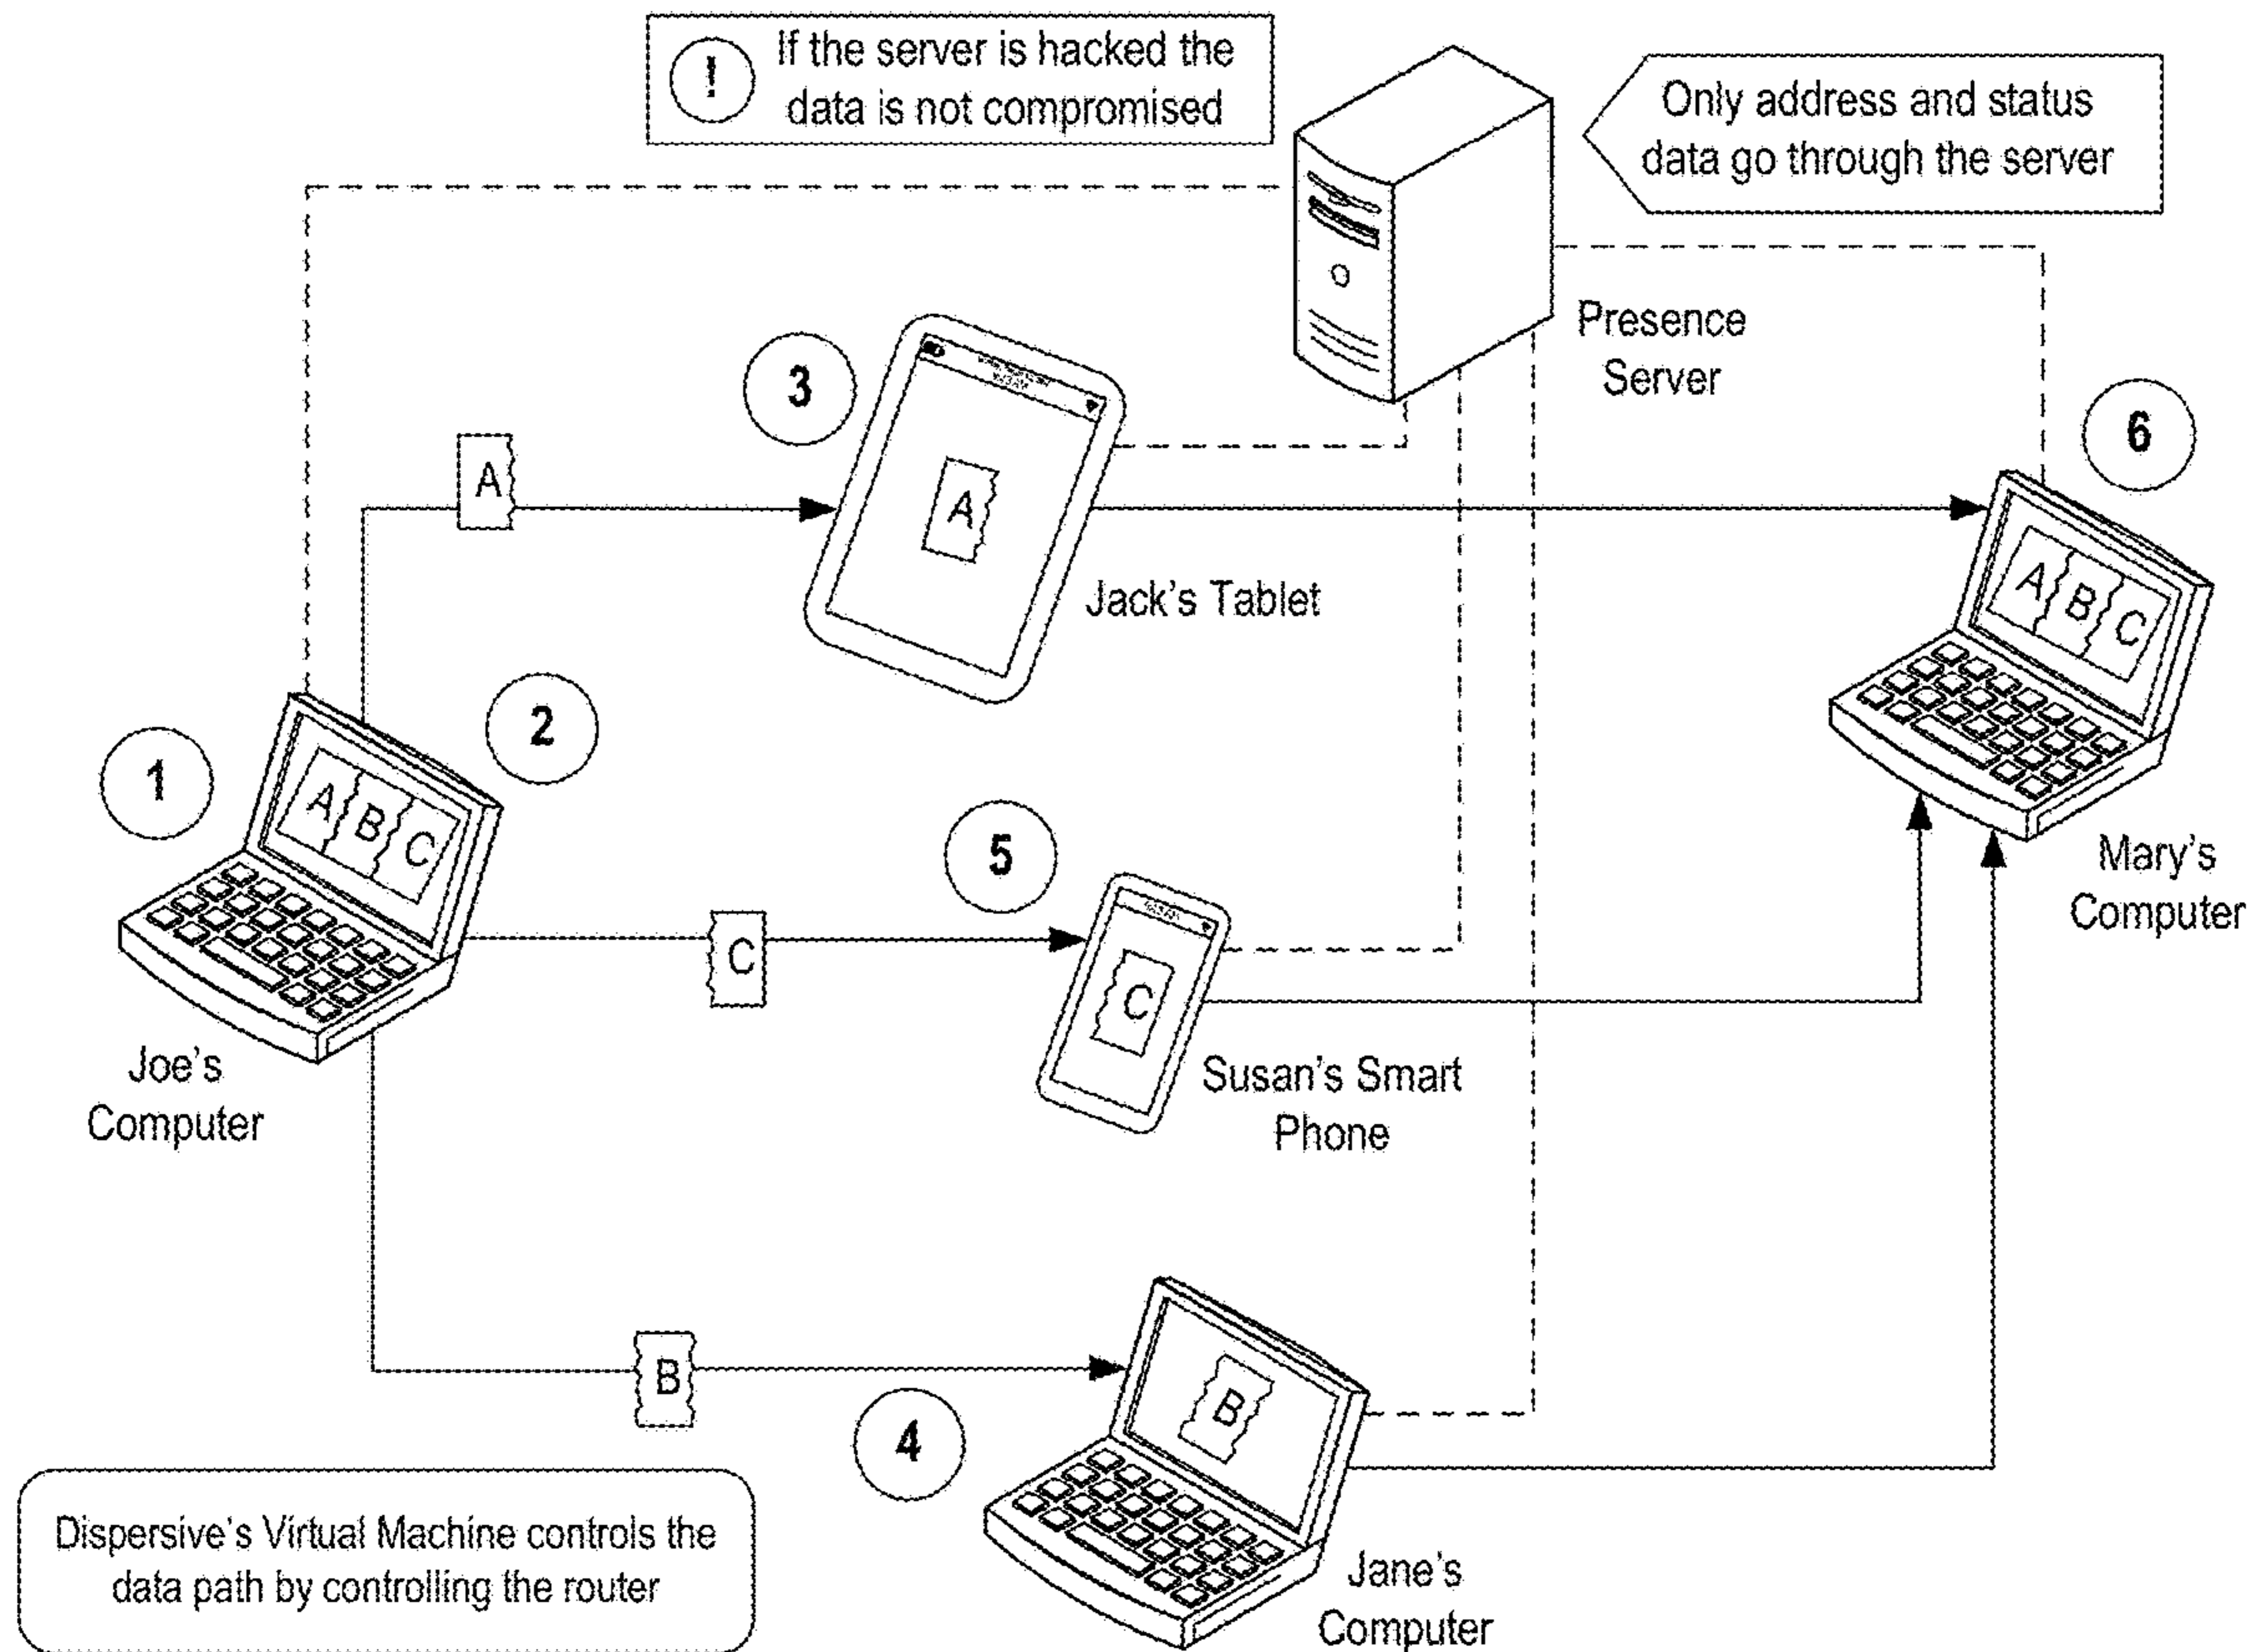 ! If the server is hacked the
data is not compromised
Only address and status
data go through the server
Presence
Server
3
6
A
A
Jack's Tablet
A B C
2
1
A B C
5
Mary's
Computer
C
C
Joe's
Computer
Susan's Smart
Phone
B
B
4
Dispersive's Virtual Machine controls the
data path by controlling the router
Jane's
Computer